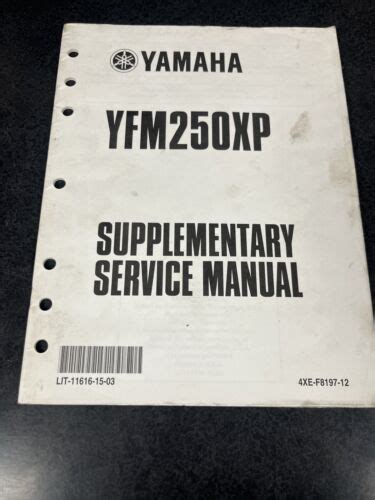 YAMAHA
YFM250XP
SUPPLEMENTARY
SERVICE MANUAL
LIT-11616-15-03
4XE-F8197-12